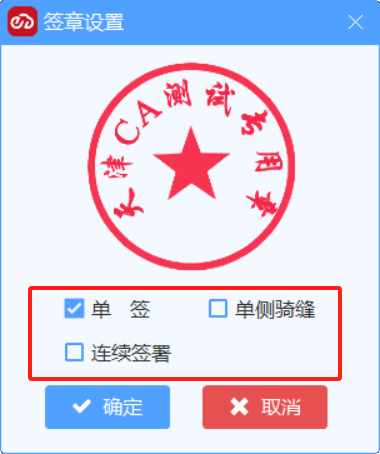 签章设置
天津CA测试专用章
单 签
单侧骑缝
连续签署
确定
取消